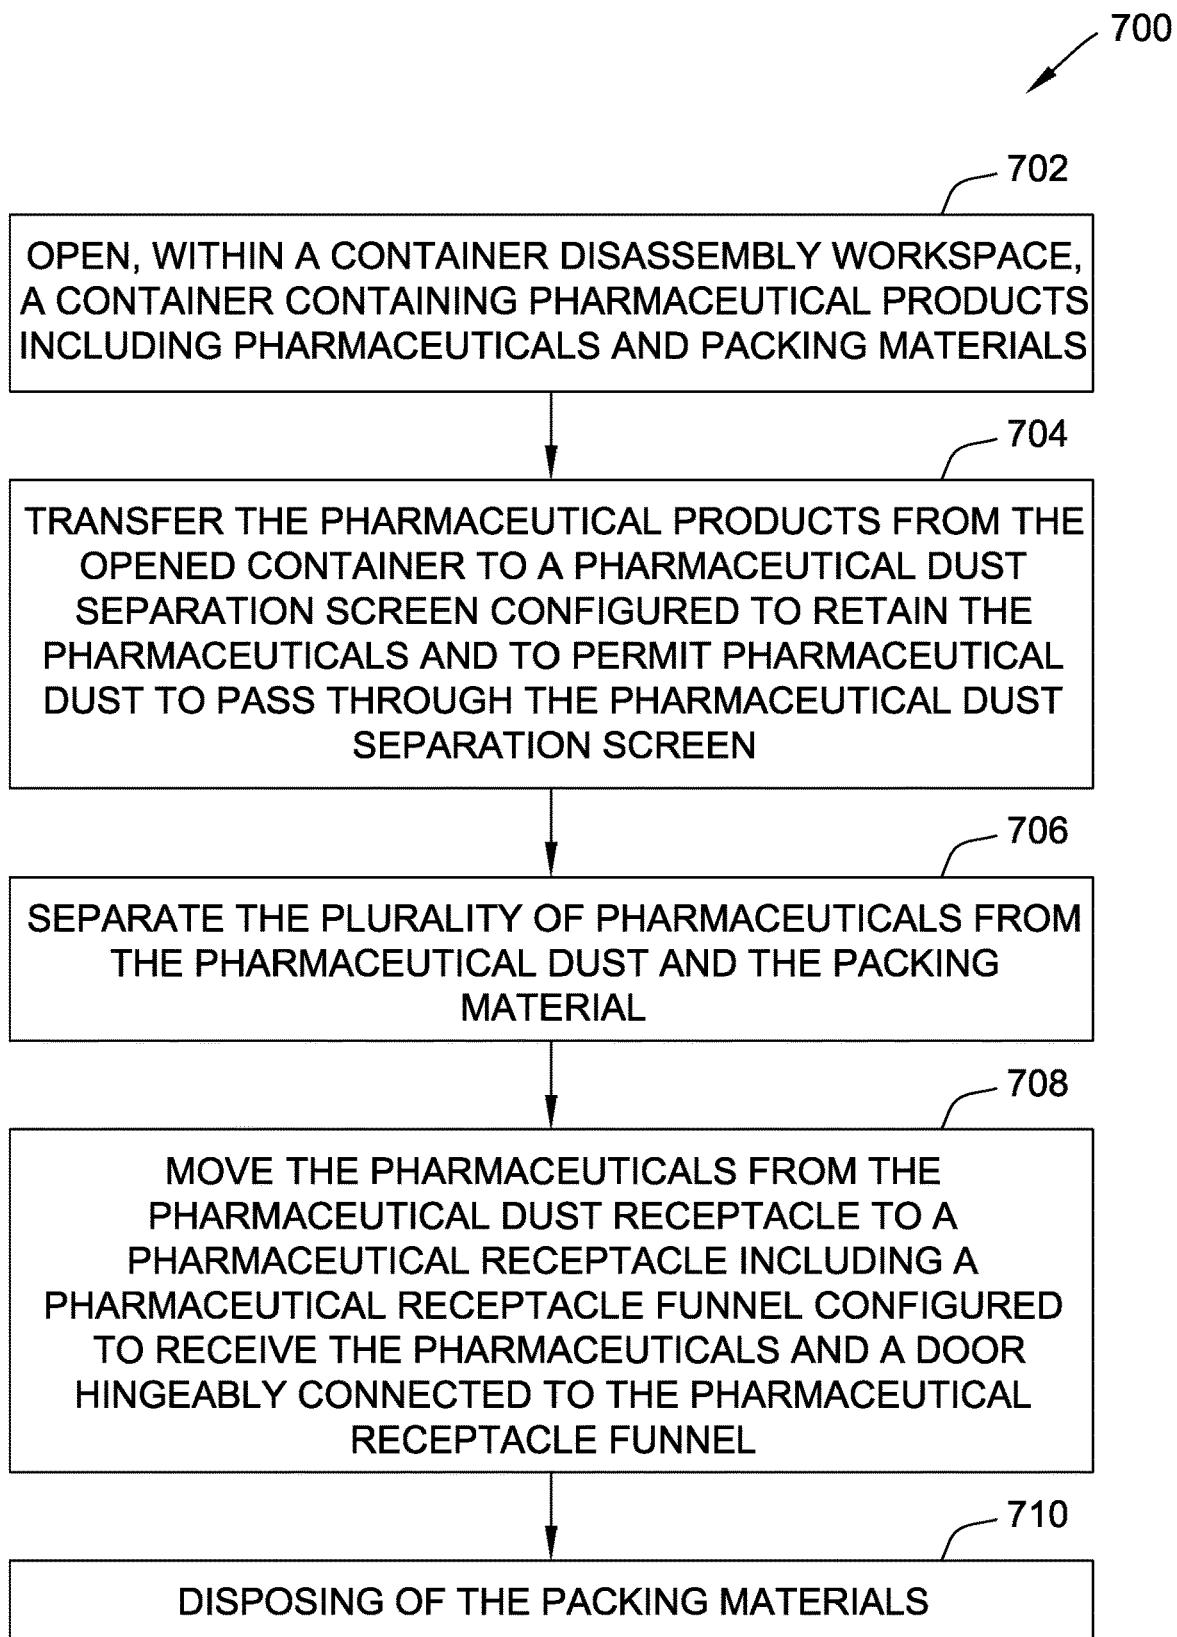 700
702
OPEN, WITHIN A CONTAINER DISASSEMBLY WORKSPACE,
A CONTAINER CONTAINING PHARMACEUTICAL PRODUCTS
INCLUDING PHARMACEUTICALS AND PACKING MATERIALS
704
TRANSFER THE PHARMACEUTICAL PRODUCTS FROM THE
OPENED CONTAINER TO A PHARMACEUTICAL DUST
SEPARATION SCREEN CONFIGURED TO RETAIN THE
PHARMACEUTICALS AND TO PERMIT PHARMACEUTICAL
DUST TO PASS THROUGH THE PHARMACEUTICAL DUST
SEPARATION SCREEN
706
SEPARATE THE PLURALITY OF PHARMACEUTICALS FROM
THE PHARMACEUTICAL DUST AND THE PACKING
MATERIAL
708
MOVE THE PHARMACEUTICALS FROM THE
PHARMACEUTICAL DUST RECEPTACLE TO A
PHARMACEUTICAL RECEPTACLE INCLUDING A
PHARMACEUTICAL RECEPTACLE FUNNEL CONFIGURED
TO RECEIVE THE PHARMACEUTICALS AND A DOOR
HINGEABLY CONNECTED TO THE PHARMACEUTICAL
RECEPTACLE FUNNEL
710
DISPOSING OF THE PACKING MATERIALS